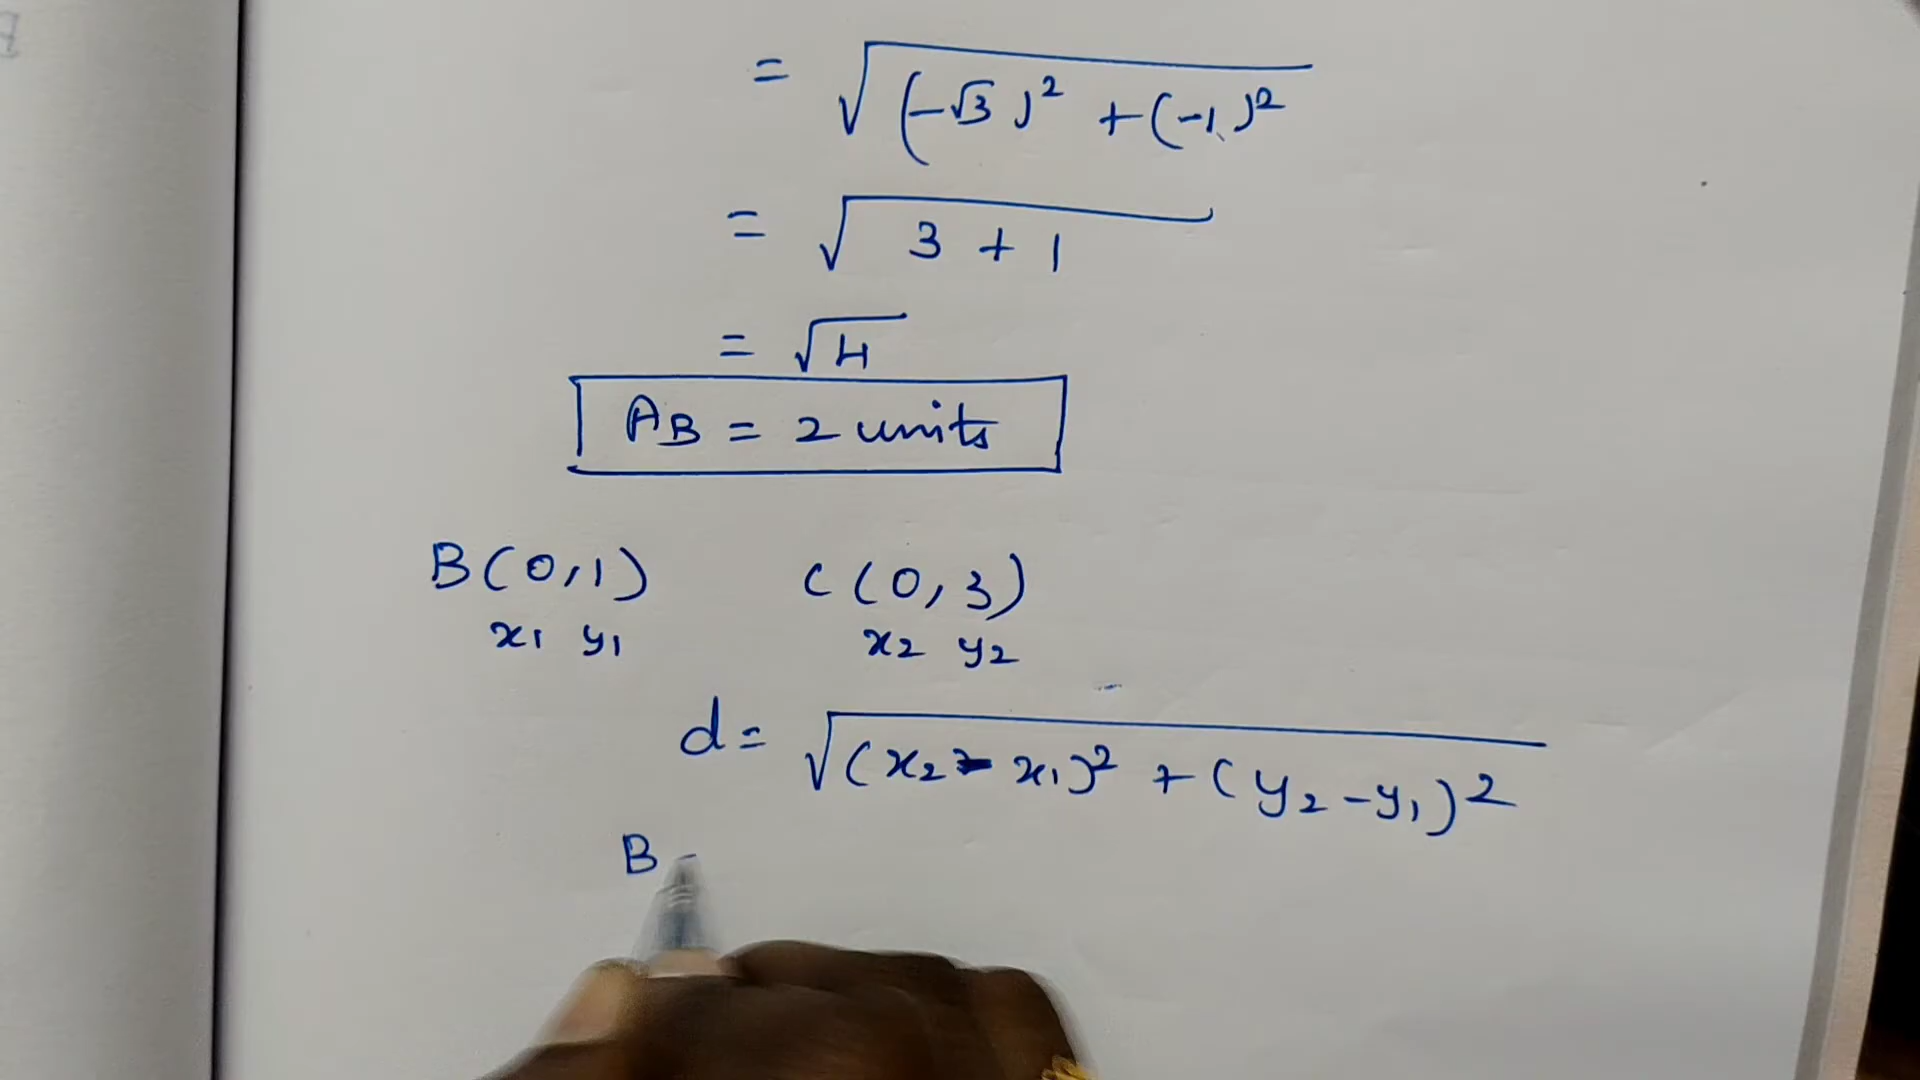 = √(-√3)² + (-1)²
= √3 + 1
= √4
AB = 2 units
B(0,1) C(0,3)
x₁ y₁ x₂ y₂
d = √(x₂ - x₁)² + (y₂ - y₁)²
B